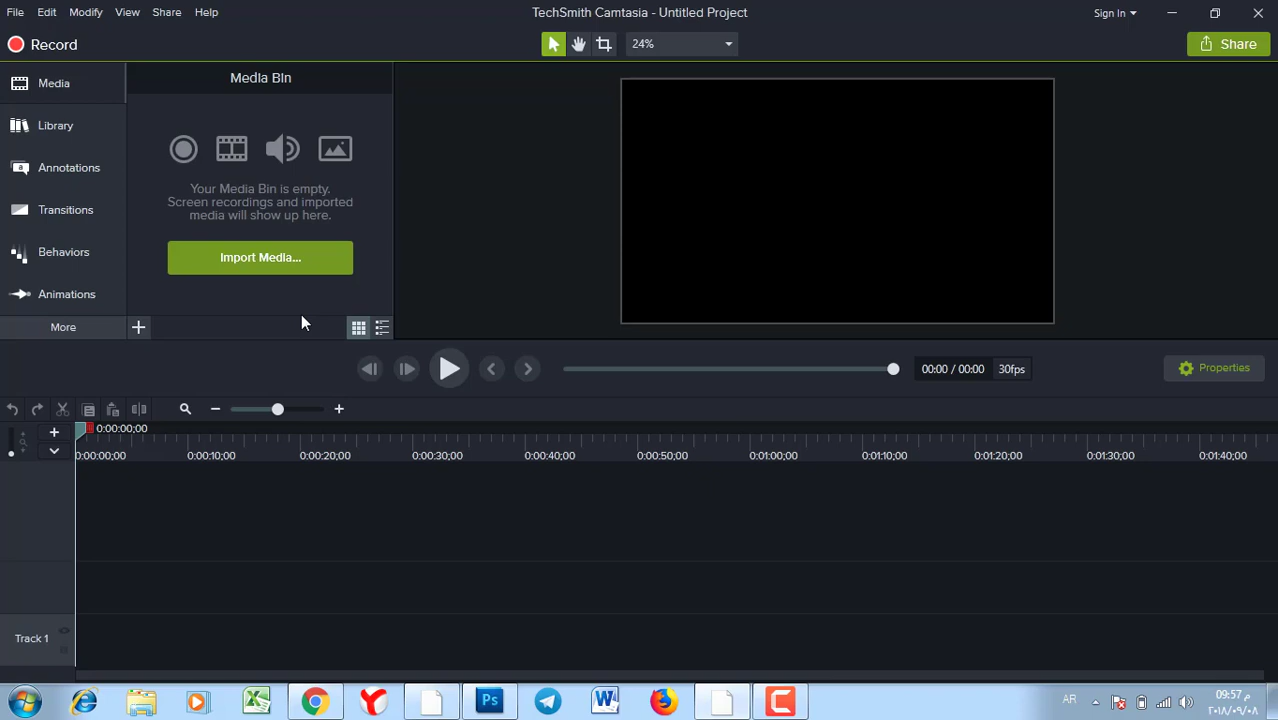 File Edit Modify View Share Help
TechSmith Camtasia - Untitled Project
Sign In
Record
24%
Share
Media
Library
Annotations
Transitions
Behaviors
Animations
More
Media Bin
Your Media Bin is empty.
Screen recordings and imported
media will show up here.
Import Media...
00:00 / 00:00 30fps
Properties
0:00:00;00
0:00:00;00 0:00:10;00 0:00:20;00 0:00:30;00 0:00:40;00 0:00:50;00 0:01:00;00 0:01:10;00 0:01:20;00 0:01:30;00 0:01:40;00
Track 1
Ps
AR
09:57 م
٢٠١٨/٠٩/٠٨